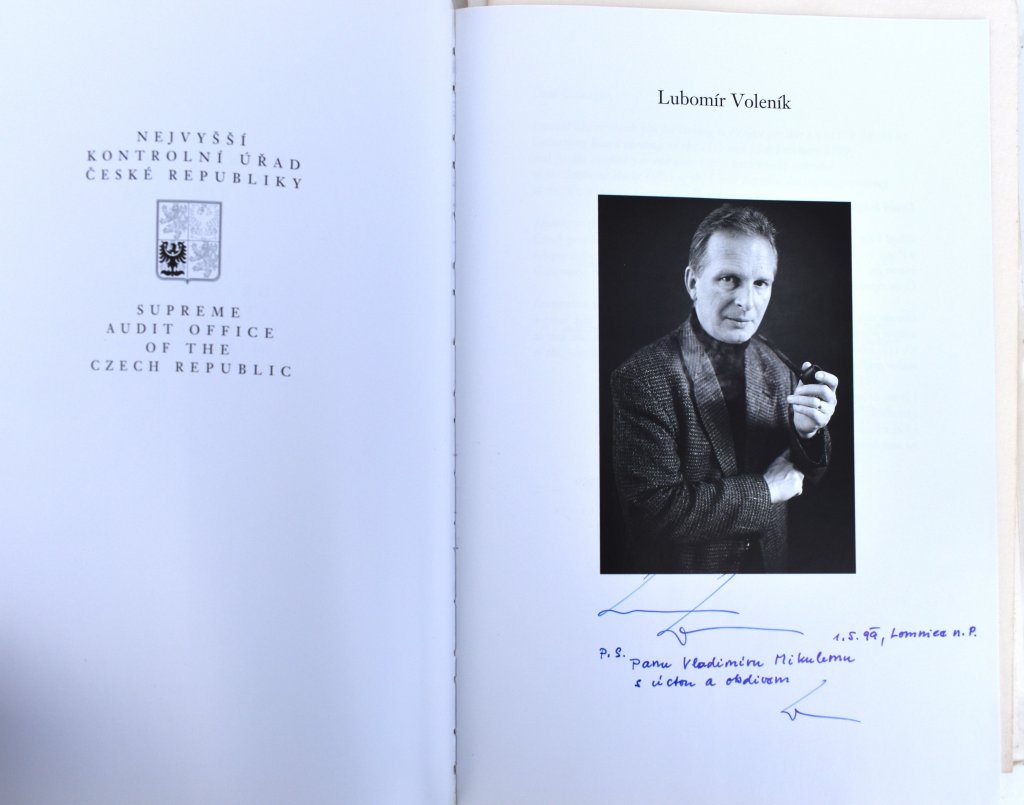 NEJVYŠŠÍ
KONTROLNÍ ÚŘAD
ČESKÉ REPUBLIKY
SUPREME
AUDIT OFFICE
OF THE
CZECH REPUBLIC
Lubomír Voleník
1.5.99, Lomnice n.P.
P.S. Panu Vladimíru Mikulemu
s úctou a obdivem